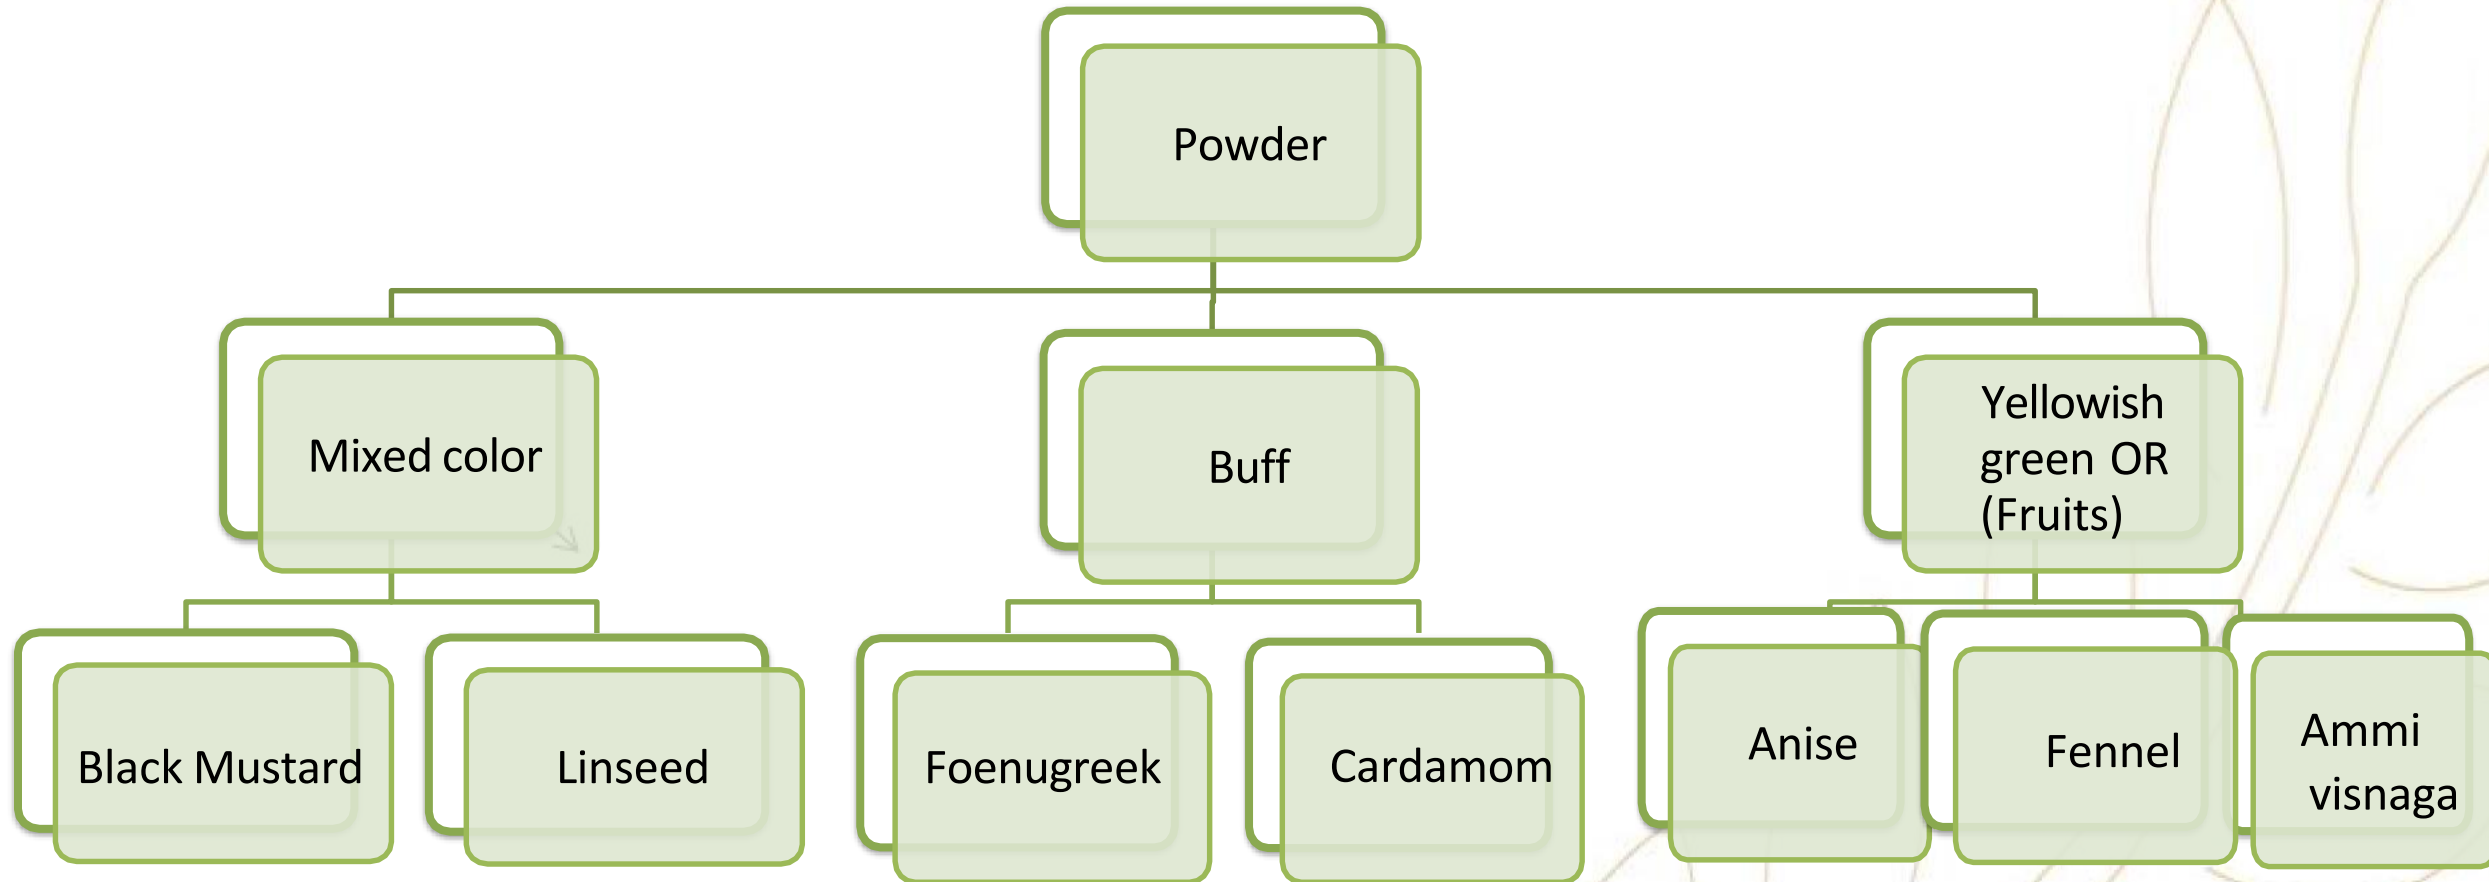 Powder
Mixed color
Buff
Yellowish
green OR
(Fruits)
Black Mustard
Linseed
Foenugreek
Cardamom
Anise
Fennel
Ammi
visnaga